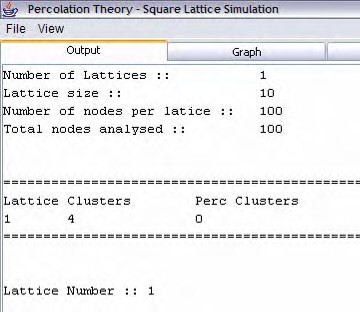 Percolation Theory - Square Lattice Simulation
File View
Output Graph
Number of Lattices :: 1
Lattice size :: 10
Number of nodes per latice :: 100
Total nodes analysed :: 100
================================================
Lattice Clusters Perc Clusters
1 4 0
================================================
Lattice Number :: 1